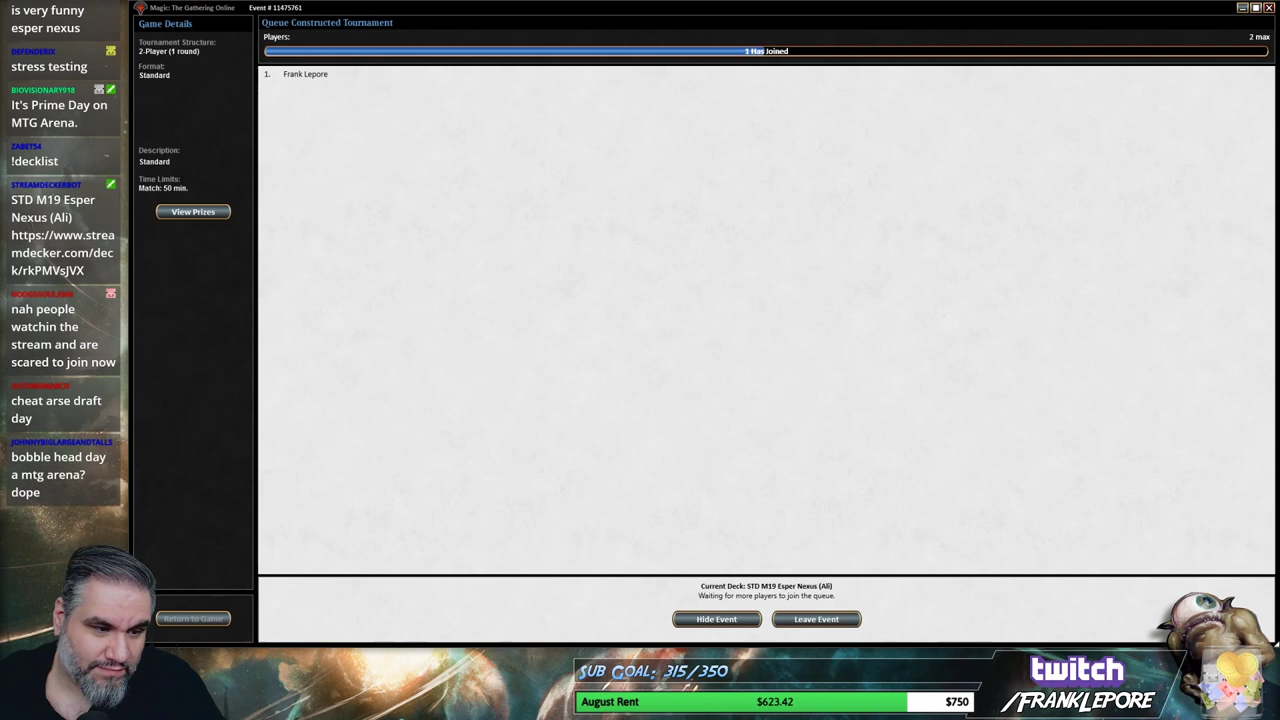 is very funny
esper nexus
DEFENDERIX
stress testing
BIOVISIONARY918
It's Prime Day on
MTG Arena.
ZABET54
!decklist
STREAMDECKERBOT
STD M19 Esper
Nexus (Ali)
https://www.strea
mdecker.com/dec
k/rkPMVsJVX
nah people
watchin the
stream and are
scared to join now
cheat arse draft
day
JOHNNYBIGLARGEANDTALLS
bobble head day
a mtg arena?
dope
Magic: The Gathering Online Event # 11475761
Game Details
Tournament Structure:
2-Player (1 round)
Format:
Standard
Description:
Standard
Time Limits:
Match: 50 min.
View Prizes
Return to Game
Queue Constructed Tournament
Players: 2 max
1 Has Joined
1. Frank Lepore
Current Deck: STD M19 Esper Nexus (Ali)
Waiting for more players to join the queue.
Hide Event Leave Event
SUB GOAL: 315/350
August Rent $623.42 $750
twitch
/FRANKLEPORE